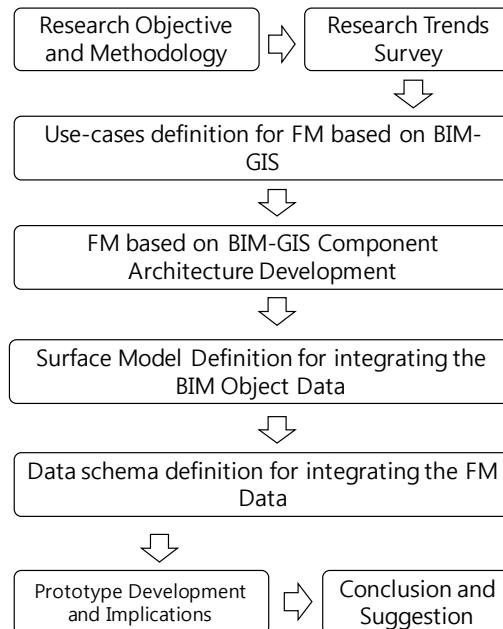 Research Objective
and Methodology
Research Trends
Survey
Use-cases definition for FM based on BIM-
GIS
FM based on BIM-GIS Component
Architecture Development
Surface Model Definition for integrating the
BIM Object Data
Data schema definition for integrating the FM
Data
Prototype Development
and Implications
Conclusion and
Suggestion